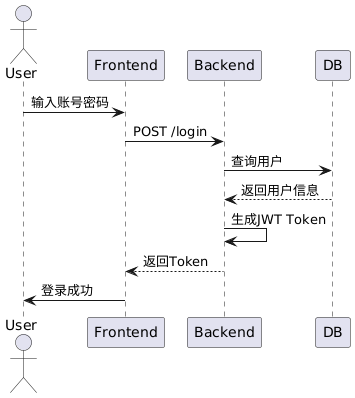 User
Frontend
Backend
DB
输入账号密码
POST /login
查询用户
返回用户信息
生成JWT Token
返回Token
登录成功
User
Frontend
Backend
DB